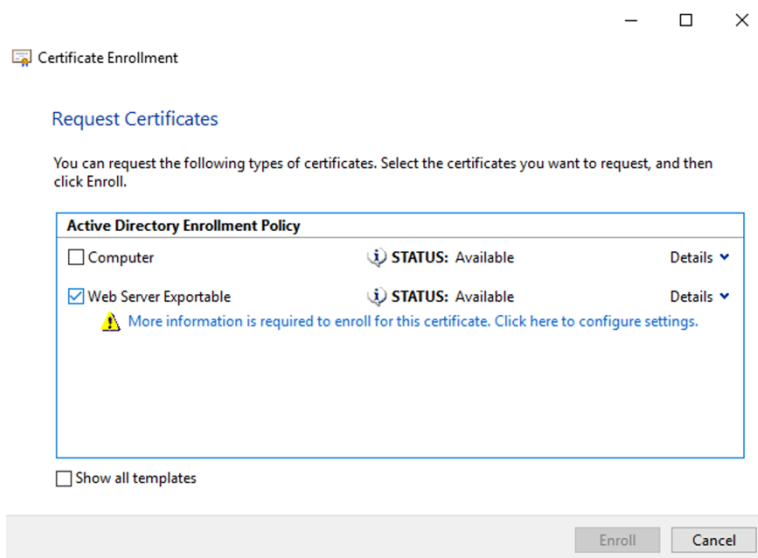 Certificate Enrollment
Request Certificates
You can request the following types of certificates. Select the certificates you want to request, and then
click Enroll.
Active Directory Enrollment Policy
Computer STATUS: Available Details
Web Server Exportable STATUS: Available Details
More information is required to enroll for this certificate. Click here to configure settings.
Show all templates
Enroll Cancel